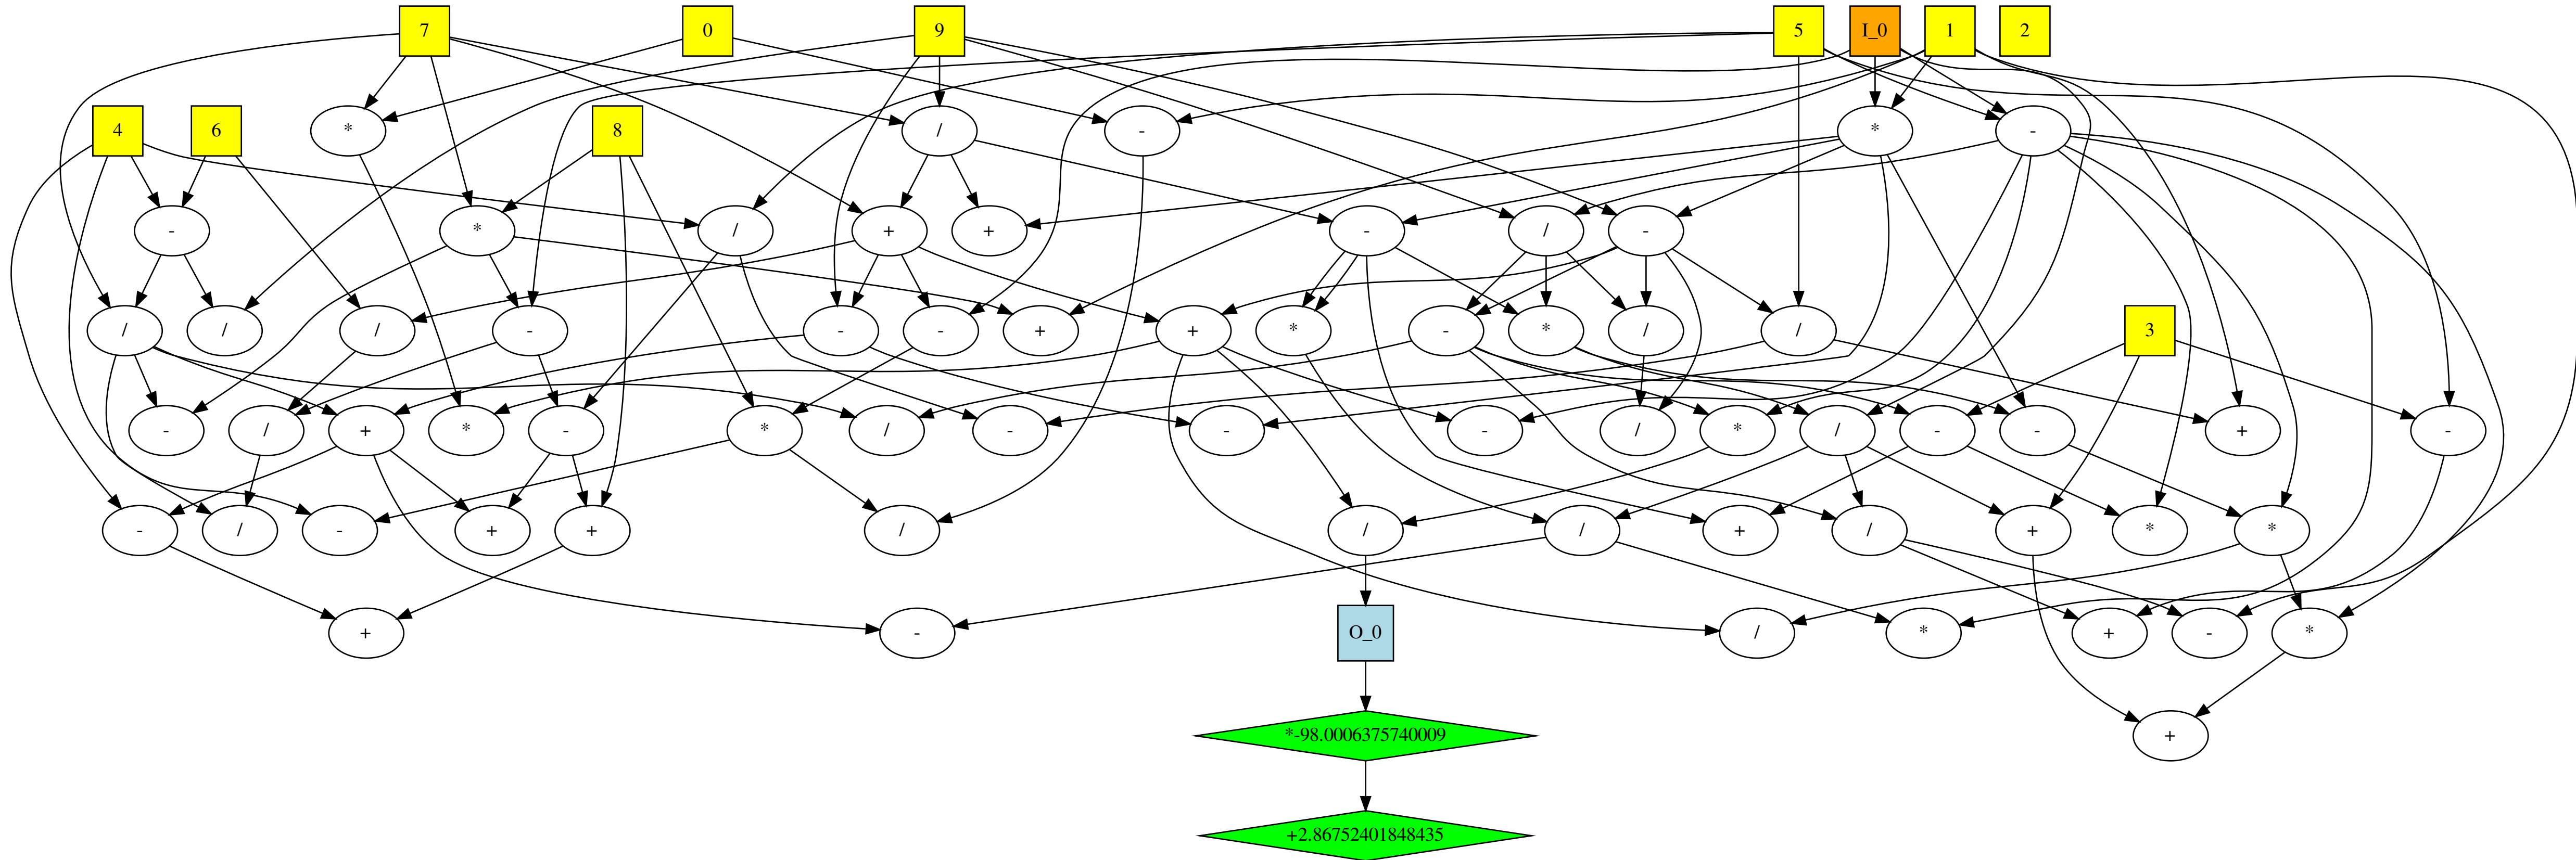 7 0 9 5 I_0 1 2
4 6 * 8 / - * -
- * / + + - / -
/ / / - - - + + * - * / / 3
- / + * - * / - - - / * / - - + -
- / - + + / / / + / + * *
+ - O_0 / * + - *
*-98.0006375740009 +
+2.86752401848435